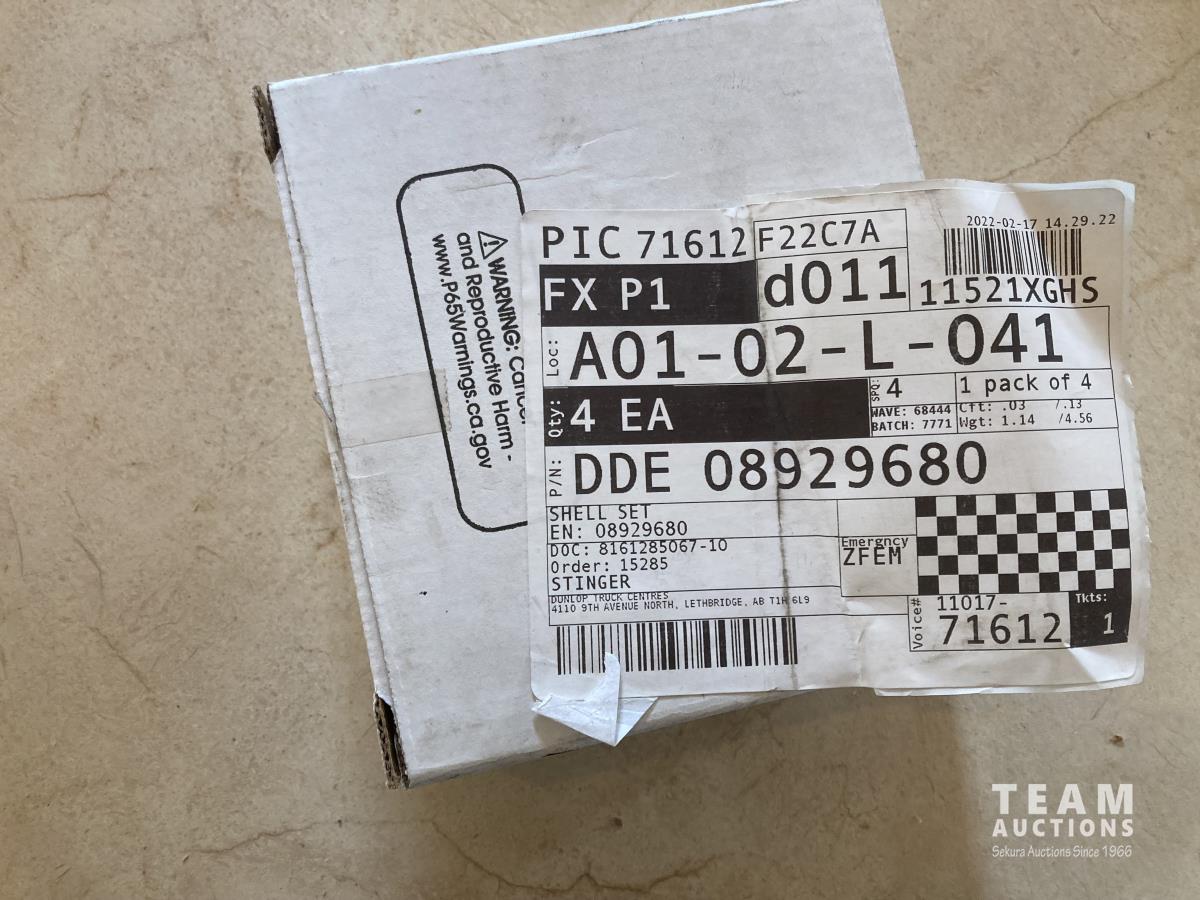 ⚠WARNING: Cancer
and Reproductive Harm -
www.P65Warnings.ca.gov
PIC 71612
F22C7A
2022-02-17 14.29.22
FX P1
d011
11521XGHS
Loc: A01-02-L-041
Qty: 4 EA
SPQ: 4
1 pack of 4
WAVE: 68444
BATCH: 7771
Cft: .03 /.13
Wgt: 1.14 /4.56
P/N: DDE 08929680
SHELL SET
EN: 08929680
DOC: 8161285067-10
Order: 15285
STINGER
Emergncy
ZFEM
DUNLOP TRUCK CENTRES
4110 9TH AVENUE NORTH, LETHBRIDGE, AB T1H 6L9
Voice# 11017-
71612
Tkts:
1
TEAM
AUCTIONS
Sekura Auctions Since 1966